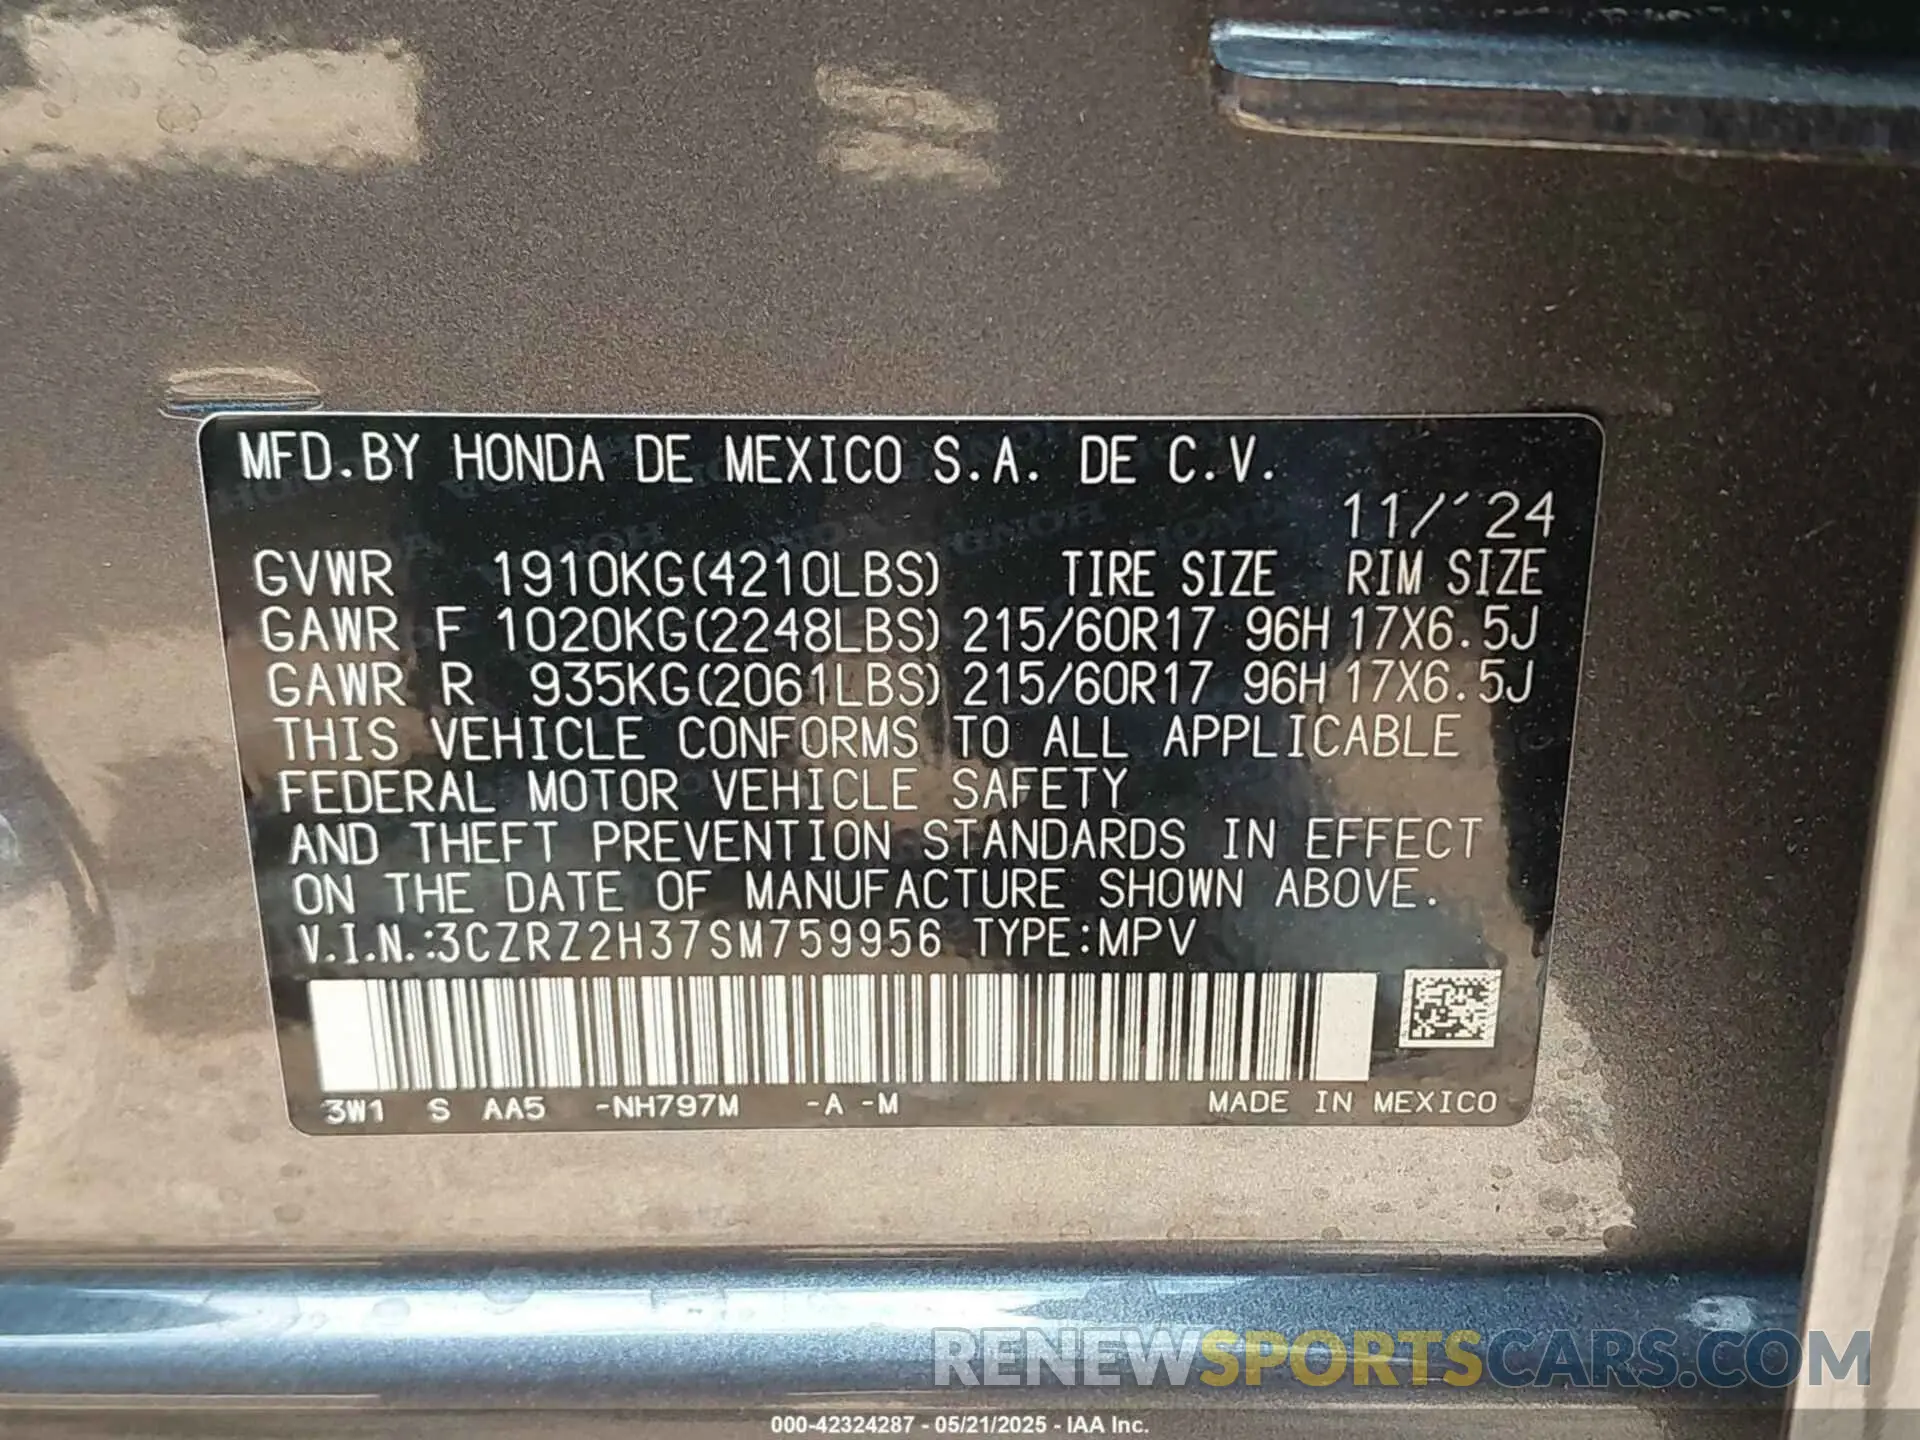 MFD.BY HONDA DE MEXICO S.A. DE C.V.
11/´24
GVWR 1910KG(4210LBS) TIRE SIZE RIM SIZE
GAWR F 1020KG(2248LBS) 215/60R17 96H 17X6.5J
GAWR R 935KG(2061LBS) 215/60R17 96H 17X6.5J
THIS VEHICLE CONFORMS TO ALL APPLICABLE
FEDERAL MOTOR VEHICLE SAFETY
AND THEFT PREVENTION STANDARDS IN EFFECT
ON THE DATE OF MANUFACTURE SHOWN ABOVE.
V.I.N.:3CZRZ2H37SM759956 TYPE:MPV
3W1 S AA5 -NH797M -A -M MADE IN MEXICO
RENEWSPORTSCARS.COM
000-42324287 - 05/21/2025 - IAA Inc.